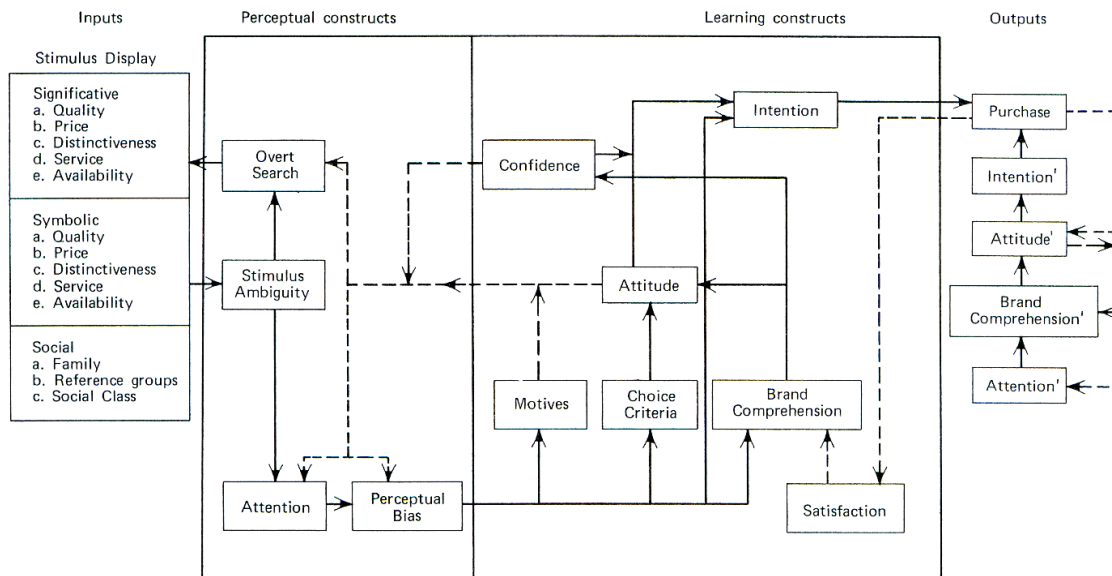 Inputs
Perceptual constructs
Learning constructs
Outputs
Stimulus Display
Significative
a. Quality
b. Price
c. Distinctiveness
d. Service
e. Availability
Symbolic
a. Quality
b. Price
c. Distinctiveness
d. Service
e. Availability
Social
a. Family
b. Reference groups
c. Social Class
Overt
Search
Stimulus
Ambiguity
Attention
Perceptual
Bias
Confidence
Intention
Attitude
Motives
Choice
Criteria
Brand
Comprehension
Satisfaction
Purchase
Intention'
Attitude'
Brand
Comprehension'
Attention'